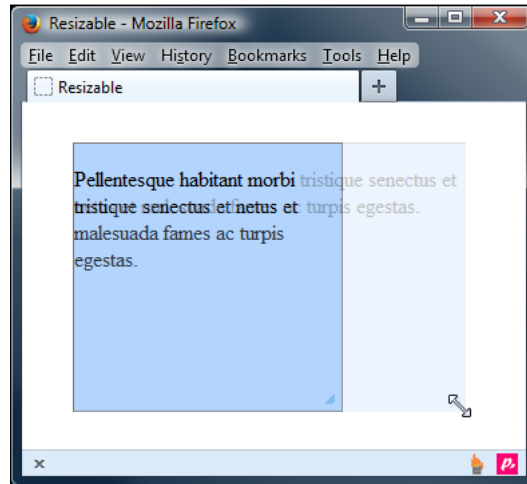 Resizable - Mozilla Firefox
File Edit View History Bookmarks Tools Help
Resizable
Pellentesque habitant morbi tristique senectus et
tristique senectus et netus et turpis egestas.
malesuada fames ac turpis
egestas.